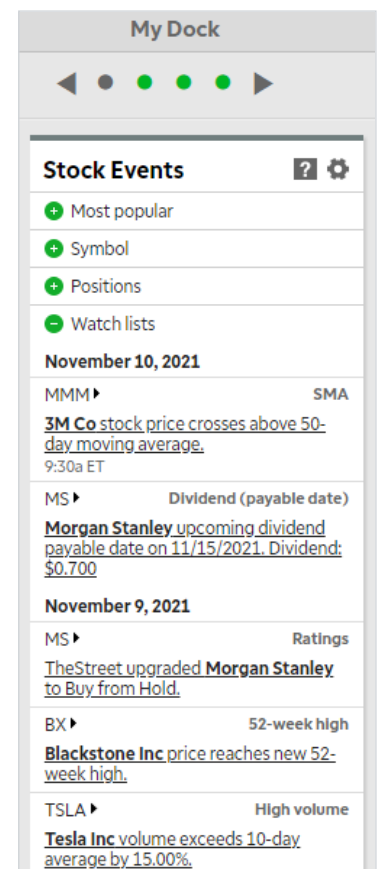 My Dock
Stock Events ?
Most popular
Symbol
Positions
Watch lists
November 10, 2021
MMM SMA
3M Co stock price crosses above 50-
day moving average.
9:30a ET
MS Dividend (payable date)
Morgan Stanley upcoming dividend
payable date on 11/15/2021. Dividend:
$0.700
November 9, 2021
MS Ratings
TheStreet upgraded Morgan Stanley
to Buy from Hold.
BX 52-week high
Blackstone Inc price reaches new 52-
week high.
TSLA High volume
Tesla Inc volume exceeds 10-day
average by 15.00%.